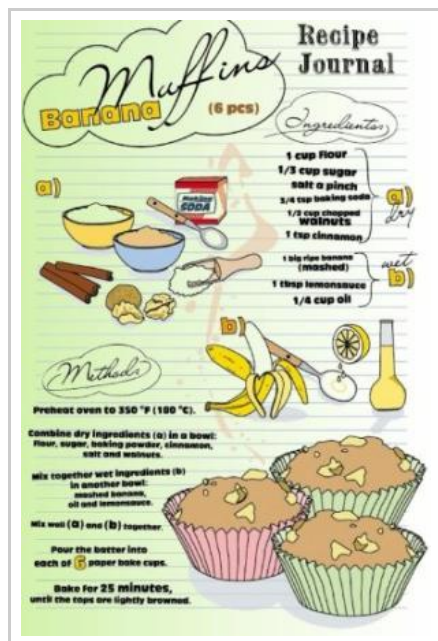 Recipe
Journal
Banana Muffins
(6 pcs)
Ingredientes
1 cup flour
1/3 cup sugar
salt a pinch
3/4 tsp baking soda
1/3 cup chopped
walnuts
1 tsp cinnamon
a)
dry
1 big ripe banana
(mashed)
1 tbsp lemonsauce
1/4 cup oil
wet
b)
a)
SODA
b)
Methods
Preheat oven to 350 °F (180 °C).
Combine dry ingredients (a) in a bowl:
flour, sugar, baking powder, cinnamon,
salt and walnuts.
Mix together wet ingredients (b)
in another bowl:
mashed banana,
oil and lemonsauce.
Mix well (a) and (b) together.
Pour the batter into
each of 6 paper bake cups.
Bake for 25 minutes,
until the tops are lightly browned.